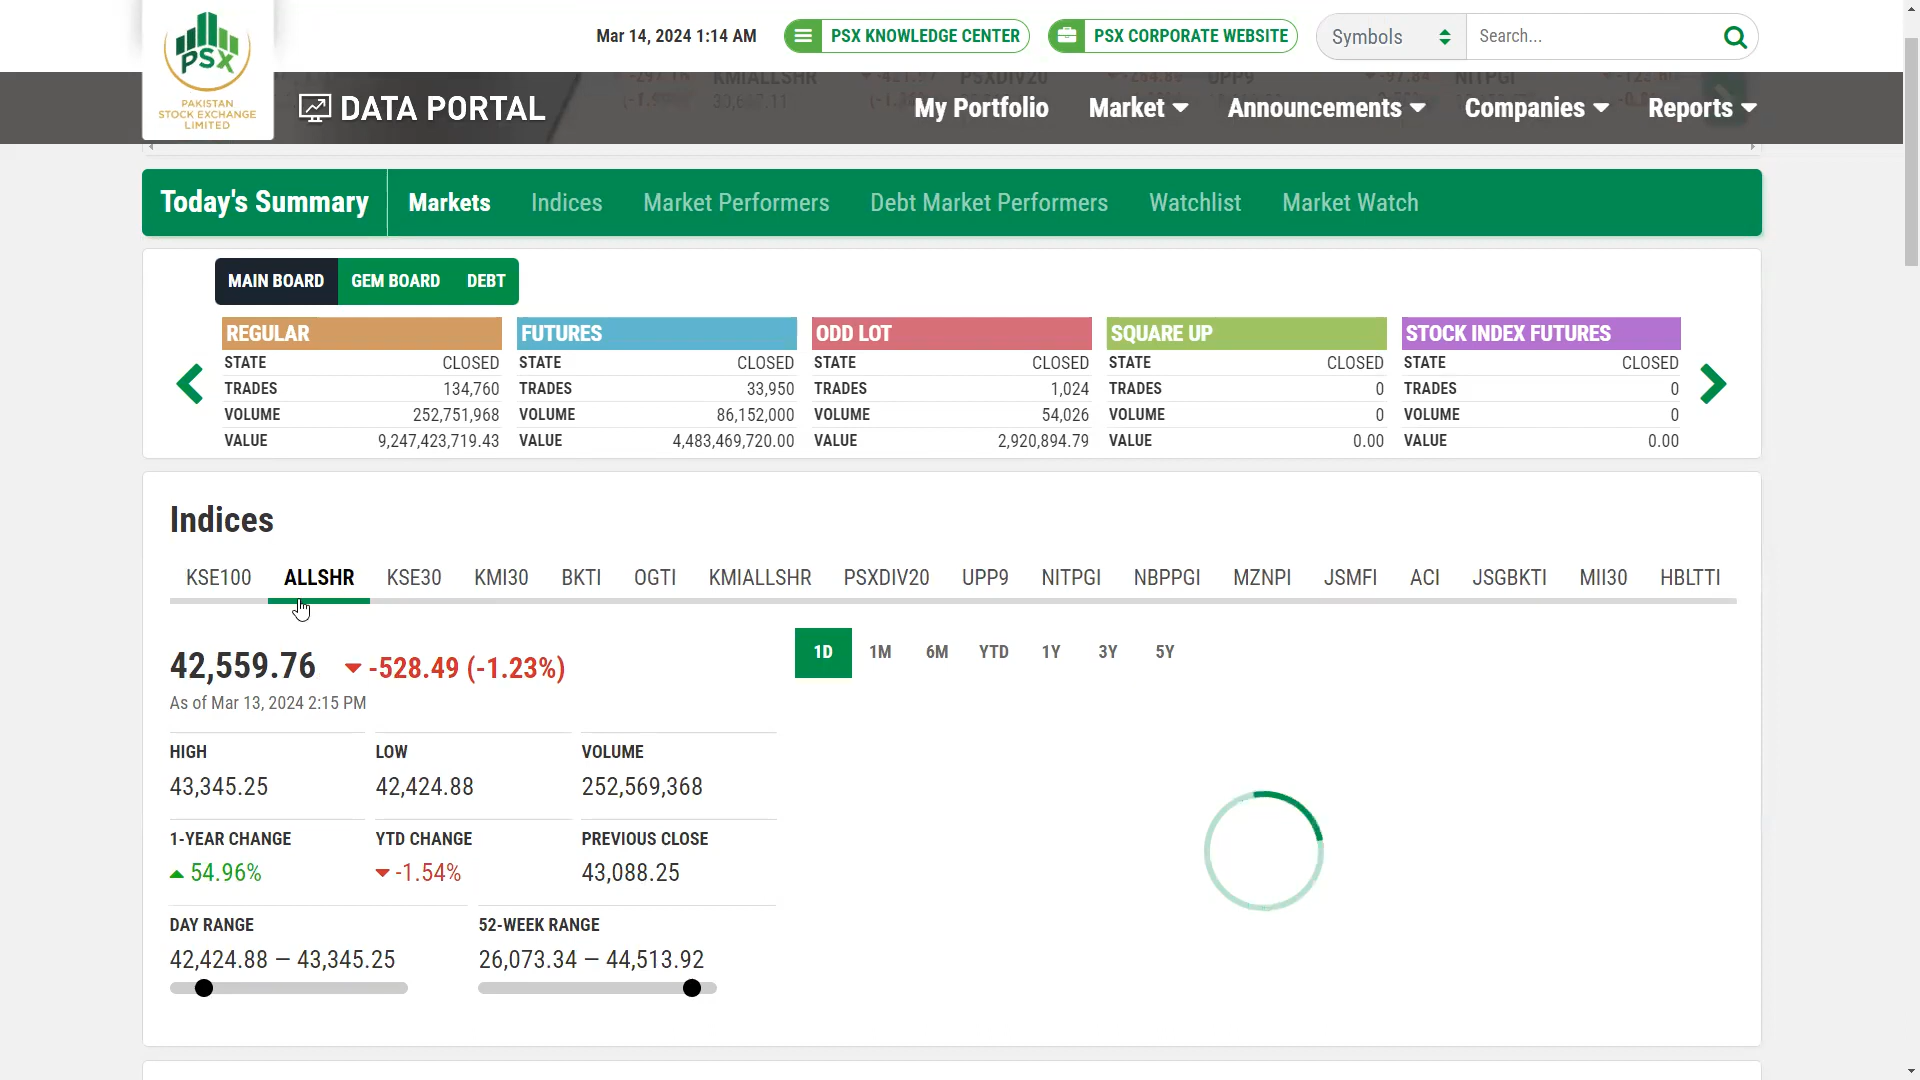 Mar 14, 2024 1:14 AM PSX KNOWLEDGE CENTER PSX CORPORATE WEBSITE Symbols Search...
PSX
PAKISTAN
STOCK EXCHANGE
LIMITED
KMIALLSHR PSXDIV20 UPP9 NITPGI
DATA PORTAL My Portfolio Market Announcements Companies Reports
Today's Summary Markets Indices Market Performers Debt Market Performers Watchlist Market Watch
MAIN BOARD GEM BOARD DEBT
REGULAR FUTURES ODD LOT SQUARE UP STOCK INDEX FUTURES
STATE CLOSED STATE CLOSED STATE CLOSED STATE CLOSED STATE CLOSED
TRADES 134,760 TRADES 33,950 TRADES 1,024 TRADES 0 TRADES 0
VOLUME 252,751,968 VOLUME 86,152,000 VOLUME 54,026 VOLUME 0 VOLUME 0
VALUE 9,247,423,719.43 VALUE 4,483,469,720.00 VALUE 2,920,894.79 VALUE 0.00 VALUE 0.00
Indices
KSE100 ALLSHR KSE30 KMI30 BKTI OGTI KMIALLSHR PSXDIV20 UPP9 NITPGI NBPPGI MZNPI JSMFI ACI JSGBKTI MII30 HBLTTI
42,559.76 -528.49 (-1.23%) 1D 1M 6M YTD 1Y 3Y 5Y
As of Mar 13, 2024 2:15 PM
HIGH LOW VOLUME
43,345.25 42,424.88 252,569,368
1-YEAR CHANGE YTD CHANGE PREVIOUS CLOSE
54.96% -1.54% 43,088.25
DAY RANGE 52-WEEK RANGE
42,424.88 — 43,345.25 26,073.34 — 44,513.92